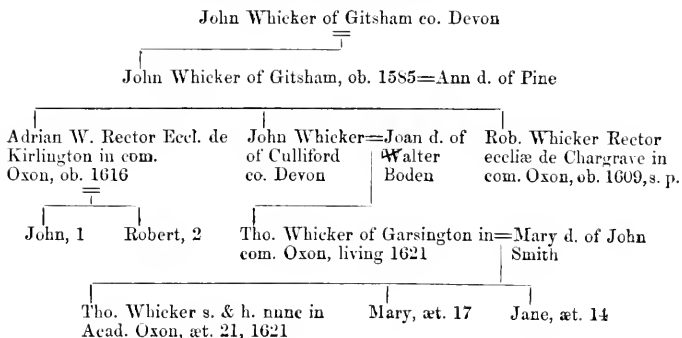 John Whicker of Gitsham co. Devon
=
John Whicker of Gitsham, ob. 1585=Ann d. of Pine
Adrian W. Rector Eccl. de
Kirlington in com.
Oxon, ob. 1616
=
John Whicker=Joan d. of
of Culliford Walter
co. Devon Boden
Rob. Whicker Rector
eccliæ de Chargrave in
com. Oxon, ob. 1609, s. p.
John, 1 Robert, 2
Tho. Whicker of Garsington in=Mary d. of John
com. Oxon, living 1621 Smith
Tho. Whicker s. & h. nunc in
Acad. Oxon, æt. 21, 1621
Mary, æt. 17 Jane, æt. 14